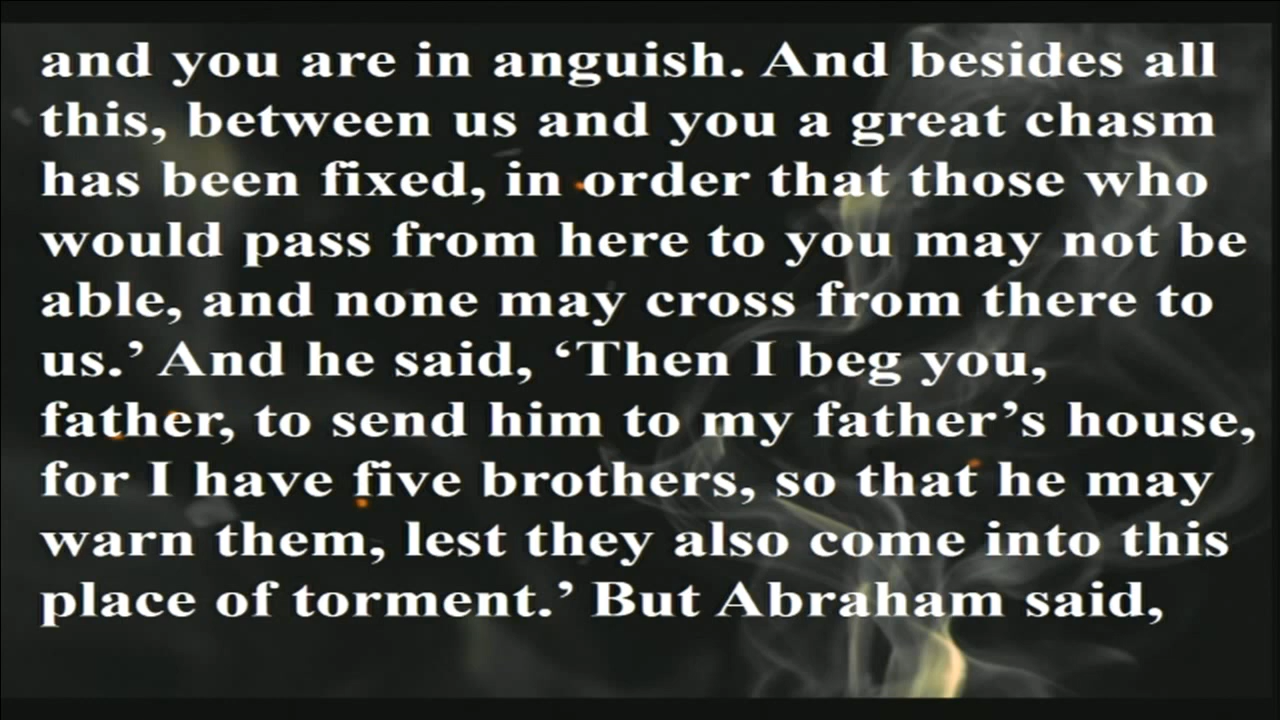 and you are in anguish. And besides all
this, between us and you a great chasm
has been fixed, in order that those who
would pass from here to you may not be
able, and none may cross from there to
us.’ And he said, ‘Then I beg you,
father, to send him to my father’s house,
for I have five brothers, so that he may
warn them, lest they also come into this
place of torment.’ But Abraham said,